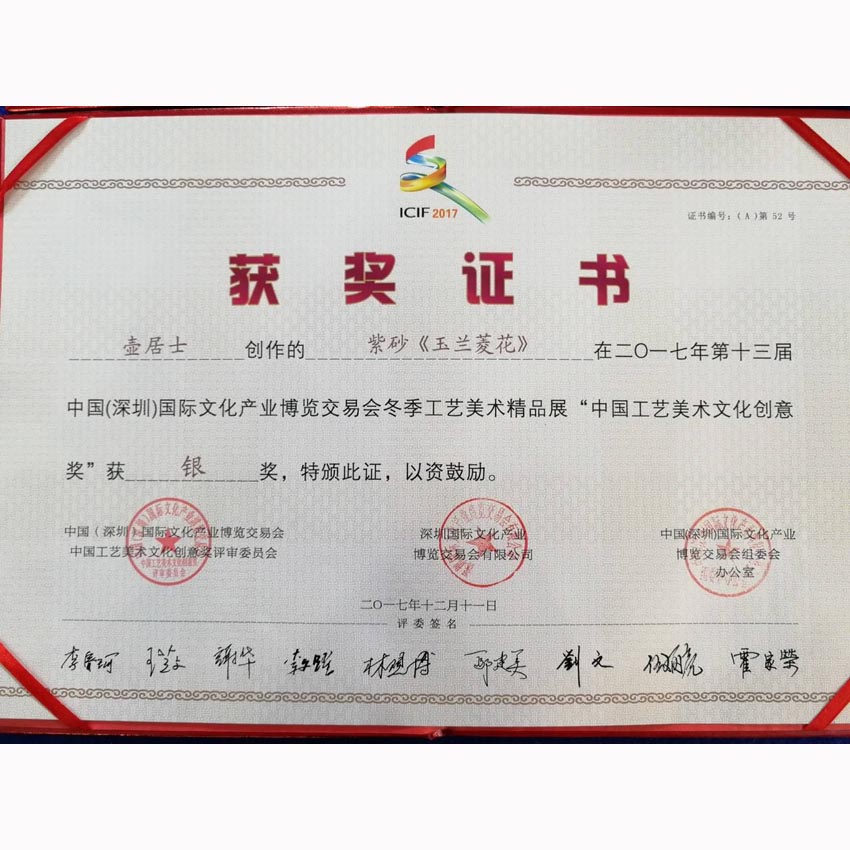 ICIF 2017
证书编号:(A)第 52 号
获奖证书
壶居士 创作的 紫砂《玉兰菱花》 在二〇一七年第十三届
中国(深圳)国际文化产业博览交易会冬季工艺美术精品展“中国工艺美术文化创意
奖”获 银 奖,特颁此证,以资鼓励。
中国(深圳)国际文化产业博览交易会
中国工艺美术文化创意奖评审委员会
深圳国际文化产业
博览交易会有限公司
中国(深圳)国际文化产业
博览交易会组委会
办公室
二〇一七年十二月十一日
评委签名
谢华
刘文